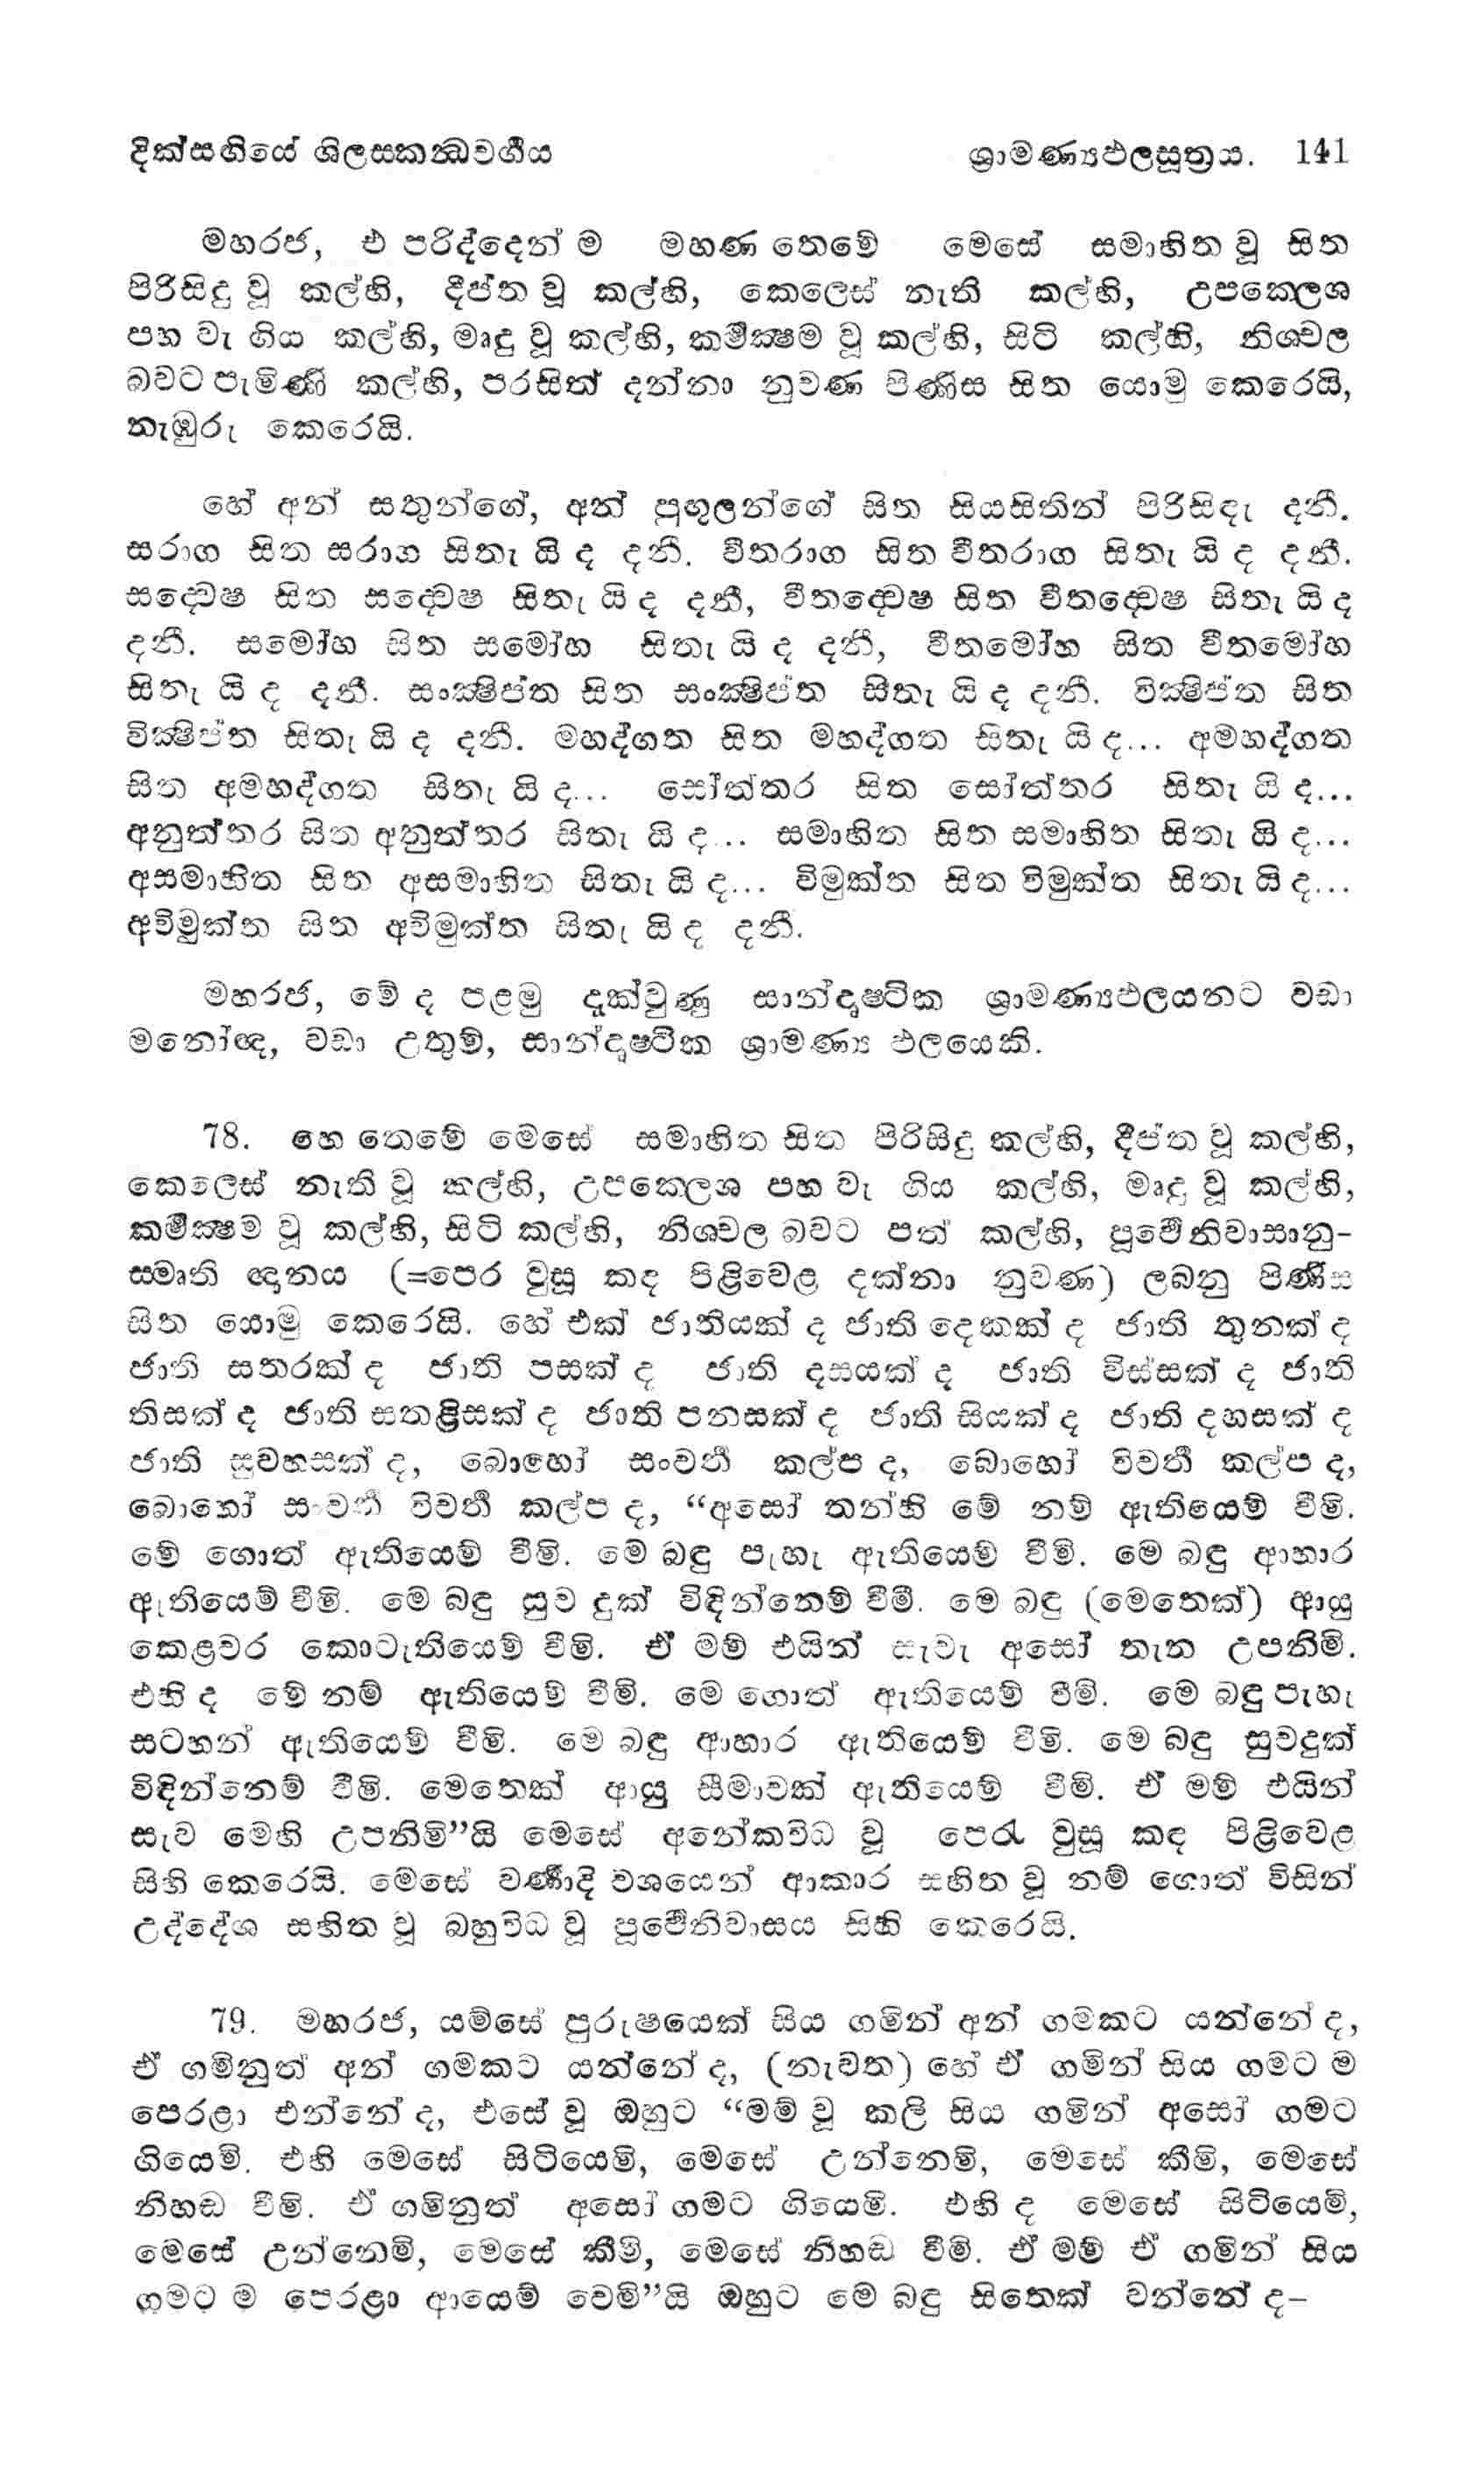 දික්සඟියේ ශීලසකන්‍ධවර්‍ගය ශ්‍රාමණ්‍යඵලසූත්‍රය. 141
මහරජ, එ පරිද්දෙන් ම මහණ තෙමේ මෙසේ සමාහිත වූ සිත
පිරිසිදු වූ කල්හි, දීප්ත වූ කල්හි, කෙලෙස් නැති කල්හි, උපක්‍ලෙශ
පහ වැ ගිය කල්හි, මෘදු වූ කල්හි, කර්‍මක්‍ෂම වූ කල්හි, සිටි කල්හි, නිශ්චල
බවට පැමිණි කල්හි, පරසිත් දන්නා නුවණ පිණිස සිත යොමු කෙරෙයි,
නැඹුරු කෙරෙයි.
හේ අන් සතුන්ගේ, අන් පුඟුලන්ගේ සිත සියසිතින් පිරිසිඳැ දනී.
සරාග සිත සරාග සිතැ යි ද දනී. වීතරාග සිත වීතරාග සිතැ යි ද දනී.
සද්වේෂ සිත සද්වේෂ සිතැ යි ද දනී, වීතද්වේෂ සිත වීතද්වේෂ සිතැ යි ද
දනී. සමෝහ සිත සමෝහ සිතැ යි ද දනී, වීතමෝහ සිත වීතමෝහ
සිතැ යි ද දනී. සංක්‍ෂිප්ත සිත සංක්‍ෂිප්ත සිතැ යි ද දනී. වික්‍ෂිප්ත සිත
වික්‍ෂිප්ත සිතැ යි ද දනී. මහද්ගත සිත මහද්ගත සිතැ යි ද... අමහද්ගත
සිත අමහද්ගත සිතැ යි ද... සෝත්තර සිත සෝත්තර සිතැ යි ද...
අනුත්තර සිත අනුත්තර සිතැ යි ද... සමාහිත සිත සමාහිත සිතැ යි ද...
අසමාහිත සිත අසමාහිත සිතැ යි ද... විමුක්ත සිත විමුක්ත සිතැ යි ද...
අවිමුක්ත සිත අවිමුක්ත සිතැ යි ද දනී.
මහරජ, මේ ද පළමු දැක්වුණු සාන්දෘෂ්ටික ශ්‍රාමණ්‍යඵලයනට වඩා
මනෝඥ, වඩා උතුම්, සාන්දෘෂ්ටික ශ්‍රාමණ්‍ය ඵලයෙකි.
78. හෙ තෙමේ මෙසේ සමාහිත සිත පිරිසිදු කල්හි, දීප්ත වූ කල්හි,
කෙලෙස් නැති වූ කල්හි, උපක්‍ලෙශ පහ වැ ගිය කල්හි, මෘදු වූ කල්හි,
කර්‍මක්‍ෂම වූ කල්හි, සිටි කල්හි, නිශ්චල බවට පත් කල්හි, පූර්‍වෙනිවාසානු-
ස්මෘති ඥානය (=පෙර වුසූ කඳ පිළිවෙළ දක්නා නුවණ) ලබනු පිණිස
සිත යොමු කෙරෙයි. හේ එක් ජාතියක් ද ජාති දෙකක් ද ජාති තුනක් ද
ජාති සතරක් ද ජාති පසක් ද ජාති දසයක් ද ජාති විස්සක් ද ජාති
තිසක් ද ජාති සතළිසක් ද ජාති පනසක් ද ජාති සියක් ද ජාති දහසක් ද
ජාති සුවහසක් ද, බොහෝ සංවර්‍ත කල්ප ද, බොහෝ විවර්‍ත කල්ප ද,
බොහෝ සංවර්‍ත විවර්‍ත කල්ප ද, “අසෝ තන්හි මේ නම් ඇතියෙම් වීමි.
මේ ගොත් ඇතියෙම් වීමි. මෙ බඳු පැහැ ඇතියෙම් වීමි. මෙ බඳු ආහාර
ඇතියෙම් වීමි. මෙ බඳු සුව දුක් විඳින්නෙම් වීමි. මෙ බඳු (මෙතෙක්) ආයු
කෙළවර කොටැතියෙම් වීමි. ඒ මම් එයින් සැවැ අසෝ තැන උපනිමි.
එහි ද මේ නම් ඇතියෙම් වීමි. මෙ ගොත් ඇතියෙම් වීමි. මෙ බඳු පැහැ
සටහන් ඇතියෙම් වීමි. මෙ බඳු ආහාර ඇතියෙම් වීමි. මෙ බඳු සුවදුක්
විඳින්නෙම් වීමි. මෙතෙක් ආයු සීමාවක් ඇතියෙම් වීමි. ඒ මම් එයින්
සැව මෙහි උපනිමි”යි මෙසේ අනේකවිධ වූ පෙරැ වුසූ කඳ පිළිවෙළ
සිහි කෙරෙයි. මෙසේ වර්‍ණාදි වශයෙන් ආකාර සහිත වූ නම් ගොත් විසින්
උද්දේශ සහිත වූ බහුවිධ වූ පූර්‍වෙනිවාසය සිහි කෙරෙයි.
79. මහරජ, යම්සේ පුරුෂයෙක් සිය ගමින් අන් ගමකට යන්නේ ද,
ඒ ගමිනුත් අන් ගමකට යන්නේ ද, (නැවත) හේ ඒ ගමින් සිය ගමට ම
පෙරළා එන්නේ ද, එසේ වූ ඔහුට “මම් වූ කලි සිය ගමින් අසෝ ගමට
ගියෙමි. එහි මෙසේ සිටියෙමි, මෙසේ උන්නෙමි, මෙසේ කීමි, මෙසේ
නිහඬ වීමි. ඒ ගමිනුත් අසෝ ගමට ගියෙමි. එහි ද මෙසේ සිටියෙමි,
මෙසේ උන්නෙමි, මෙසේ කීමි, මෙසේ නිහඬ වීමි. ඒ මම් ඒ ගමින් සිය
ගමට ම පෙරළා ආයෙම් වෙමි”යි ඔහුට මෙ බඳු සිතෙක් වන්නේ ද-